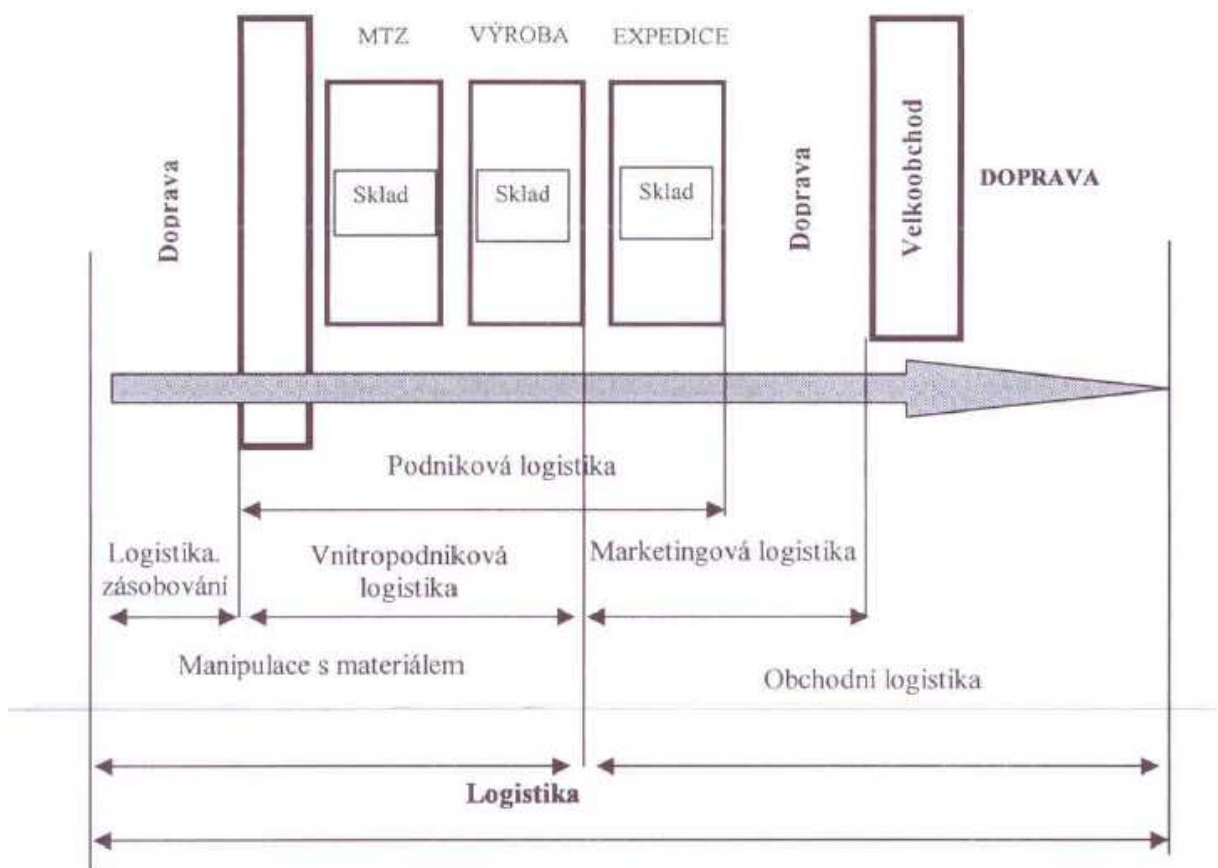 MTZ VÝROBA EXPEDICE
Doprava
Sklad
Sklad
Sklad
Doprava
Velkoobchod
DOPRAVA
Podniková logistika
Logistika.
zásobování
Vnitropodniková
logistika
Marketingová logistika
Manipulace s materiálem
Obchodní logistika
Logistika